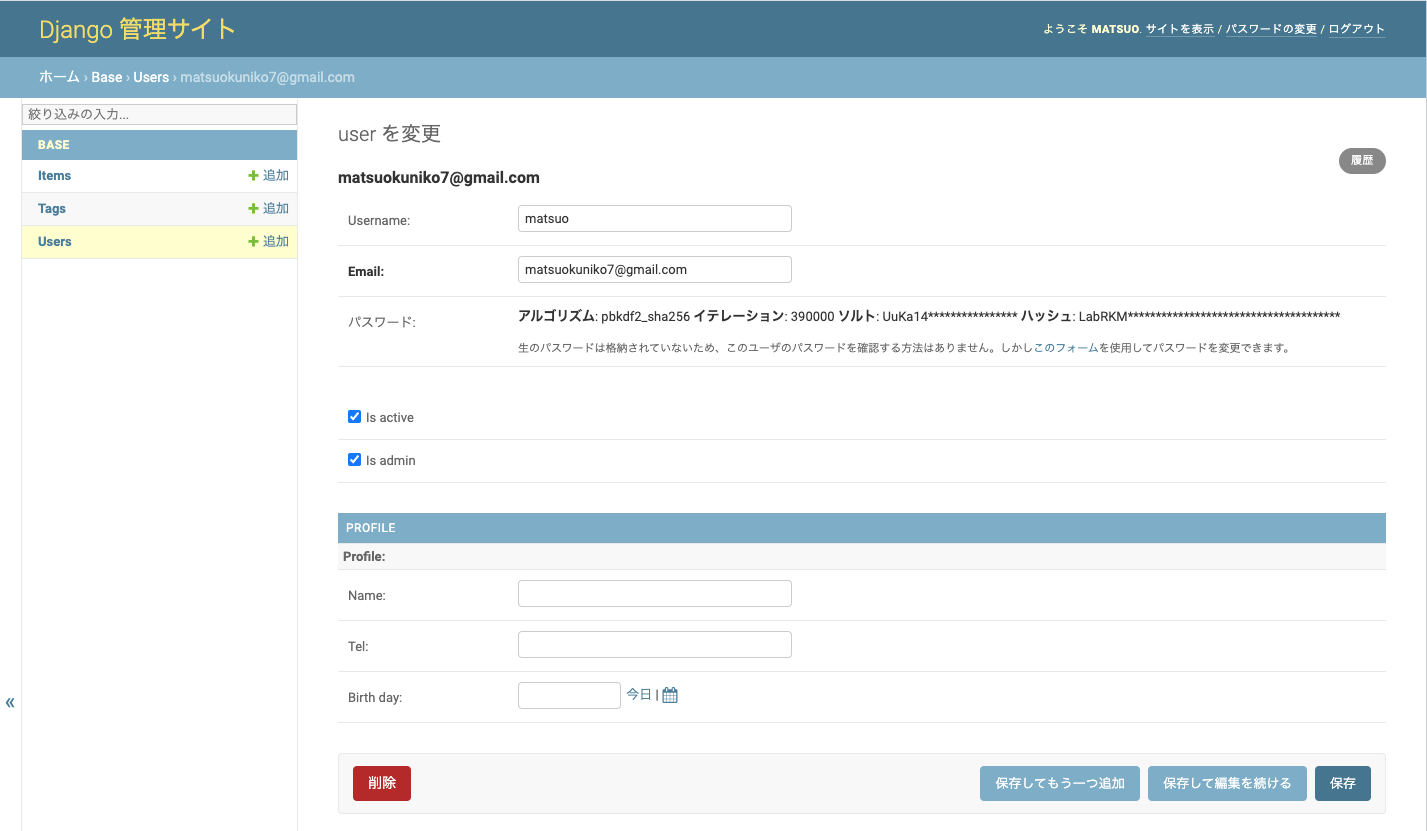 Django 管理サイト
ようこそ MATSUO. サイトを表示 / パスワードの変更 / ログアウト
ホーム › Base › Users › matsuokuniko7@gmail.com
絞り込みの入力...
BASE
Items 追加
Tags 追加
Users 追加
«
user を変更
履歴
matsuokuniko7@gmail.com
Username: matsuo
Email: matsuokuniko7@gmail.com
パスワード: アルゴリズム: pbkdf2_sha256 イテレーション: 390000 ソルト: UuKa14**************** ハッシュ: LabRKM**************************************
生のパスワードは格納されていないため、このユーザのパスワードを確認する方法はありません。しかしこのフォームを使用してパスワードを変更できます。
Is active
Is admin
PROFILE
Profile:
Name:
Tel:
Birth day: 今日 |
削除 保存してもう一つ追加 保存して編集を続ける 保存